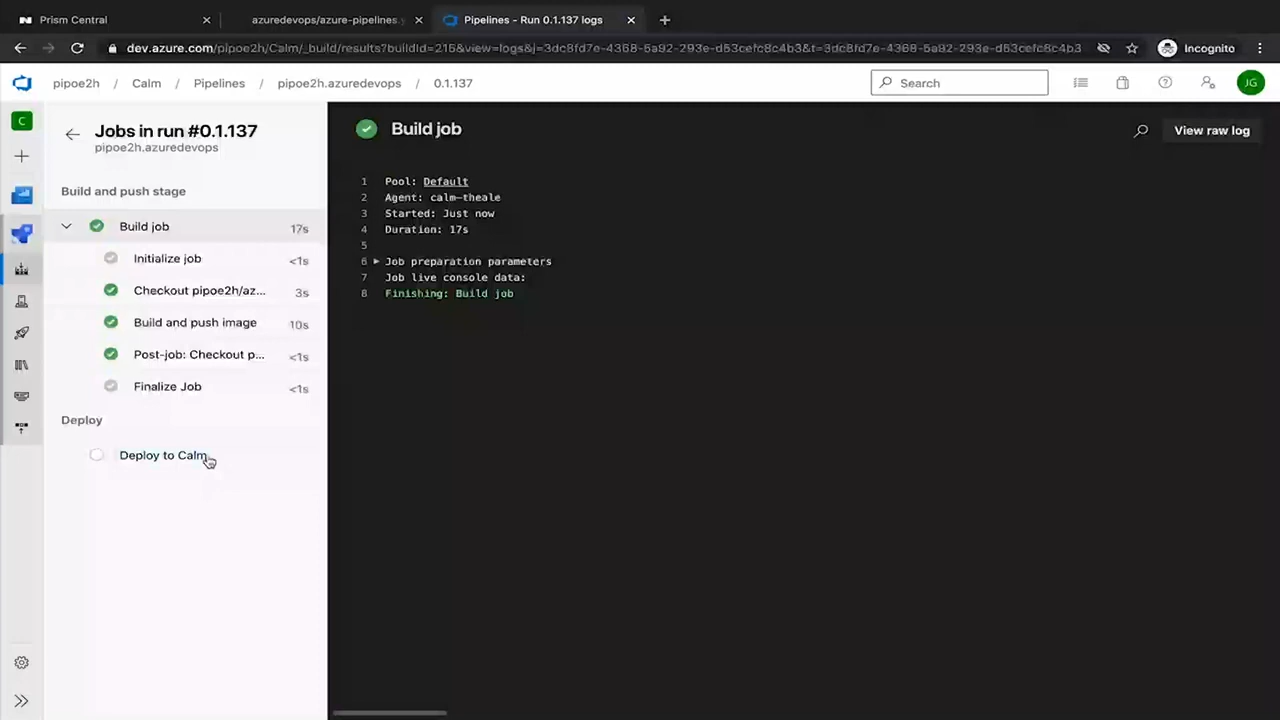 Prism Central
azuredevops/azure-pipelines.y
Pipelines - Run 0.1.137 logs
dev.azure.com/pipoe2h/Calm/_build/results?buildId=215&view=logs&j=3dc8fd7e-4368-5a92-293e-d53cefc8c4b3&t=3dc8fd7e-4368-5a92-293e-d53cefc8c4b3
Incognito
pipoe2h / Calm / Pipelines / pipoe2h.azuredevops / 0.1.137
Search
JG
C
Jobs in run #0.1.137
pipoe2h.azuredevops
Build and push stage
Build job 17s
Initialize job <1s
Checkout pipoe2h/az... 3s
Build and push image 10s
Post-job: Checkout p... <1s
Finalize Job <1s
Deploy
Deploy to Calm
Build job
View raw log
1 Pool: Default
2 Agent: calm-theale
3 Started: Just now
4 Duration: 17s
5
6 Job preparation parameters
7 Job live console data:
8 Finishing: Build job